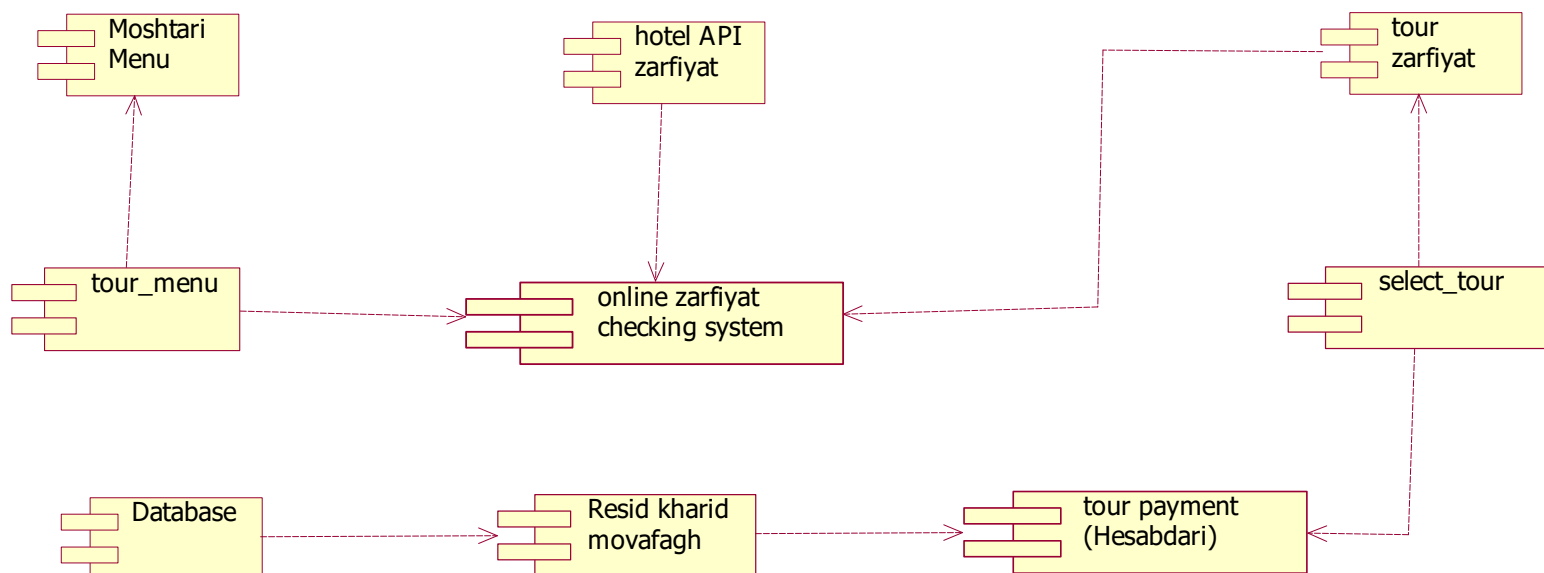 Moshtari
Menu
hotel API
zarfiyat
tour
zarfiyat
tour_menu
online zarfiyat
checking system
select_tour
Database
Resid kharid
movafagh
tour payment
(Hesabdari)